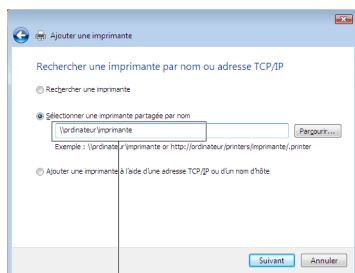 Ajouter une imprimante
Rechercher une imprimante par nom ou adresse TCP/IP
Rechercher une imprimante
Sélectionner une imprimante partagée par nom
\\ordinateur\imprimante
Parcourir...
Exemple : \\ordinateur\imprimante or http://ordinateur/printers/imprimante/.printer
Ajouter une imprimante à l'aide d'une adresse TCP/IP ou d'un nom d'hôte
Suivant
Annuler